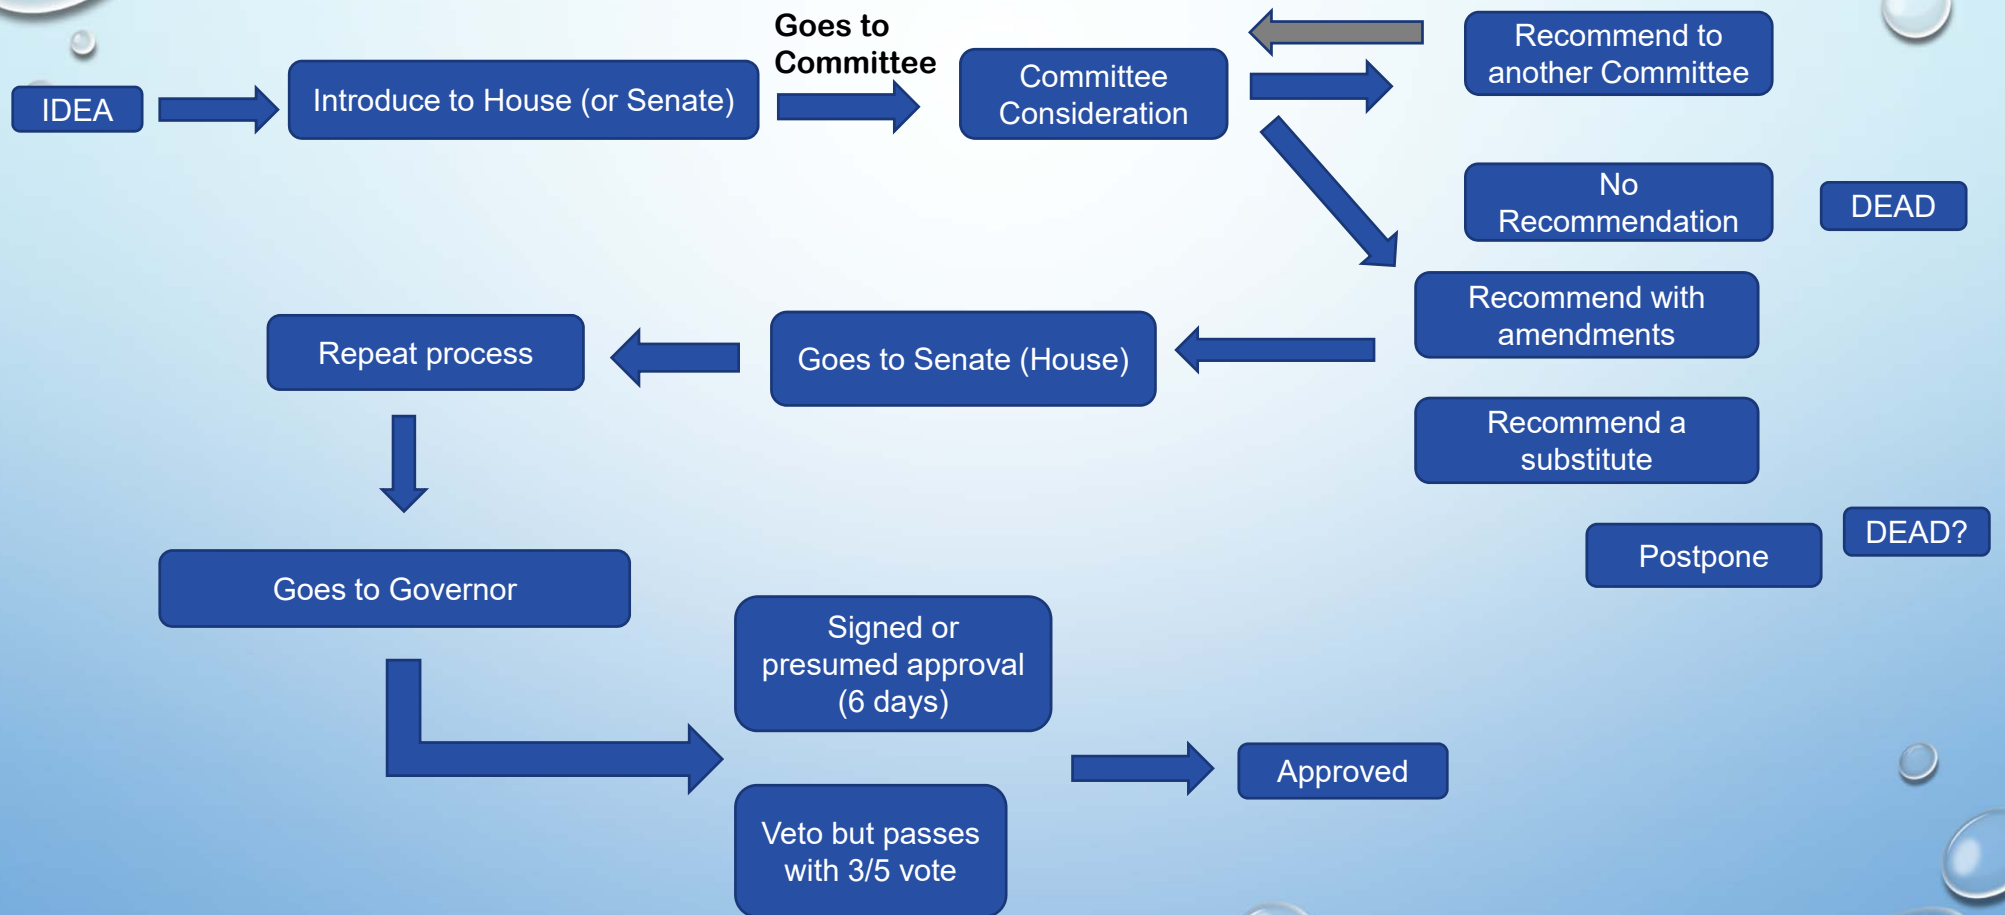 Goes to
Committee
IDEA
Introduce to House (or Senate)
Committee
Consideration
Recommend to
another Committee
No
Recommendation
DEAD
Recommend with
amendments
Repeat process
Goes to Senate (House)
Recommend a
substitute
Postpone
DEAD?
Goes to Governor
Signed or
presumed approval
(6 days)
Approved
Veto but passes
with 3/5 vote